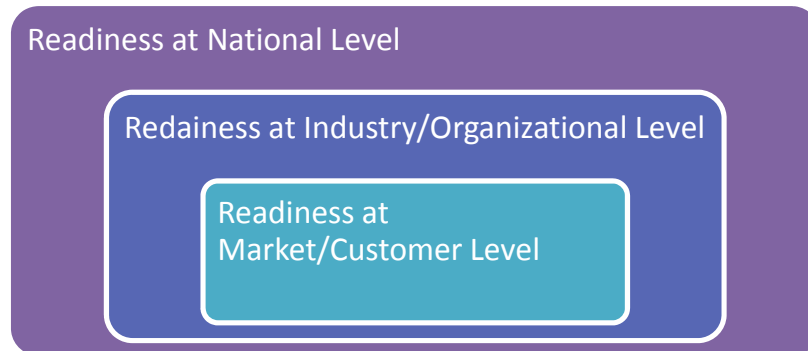 Readiness at National Level
Redainess at Industry/Organizational Level
Readiness at
Market/Customer Level